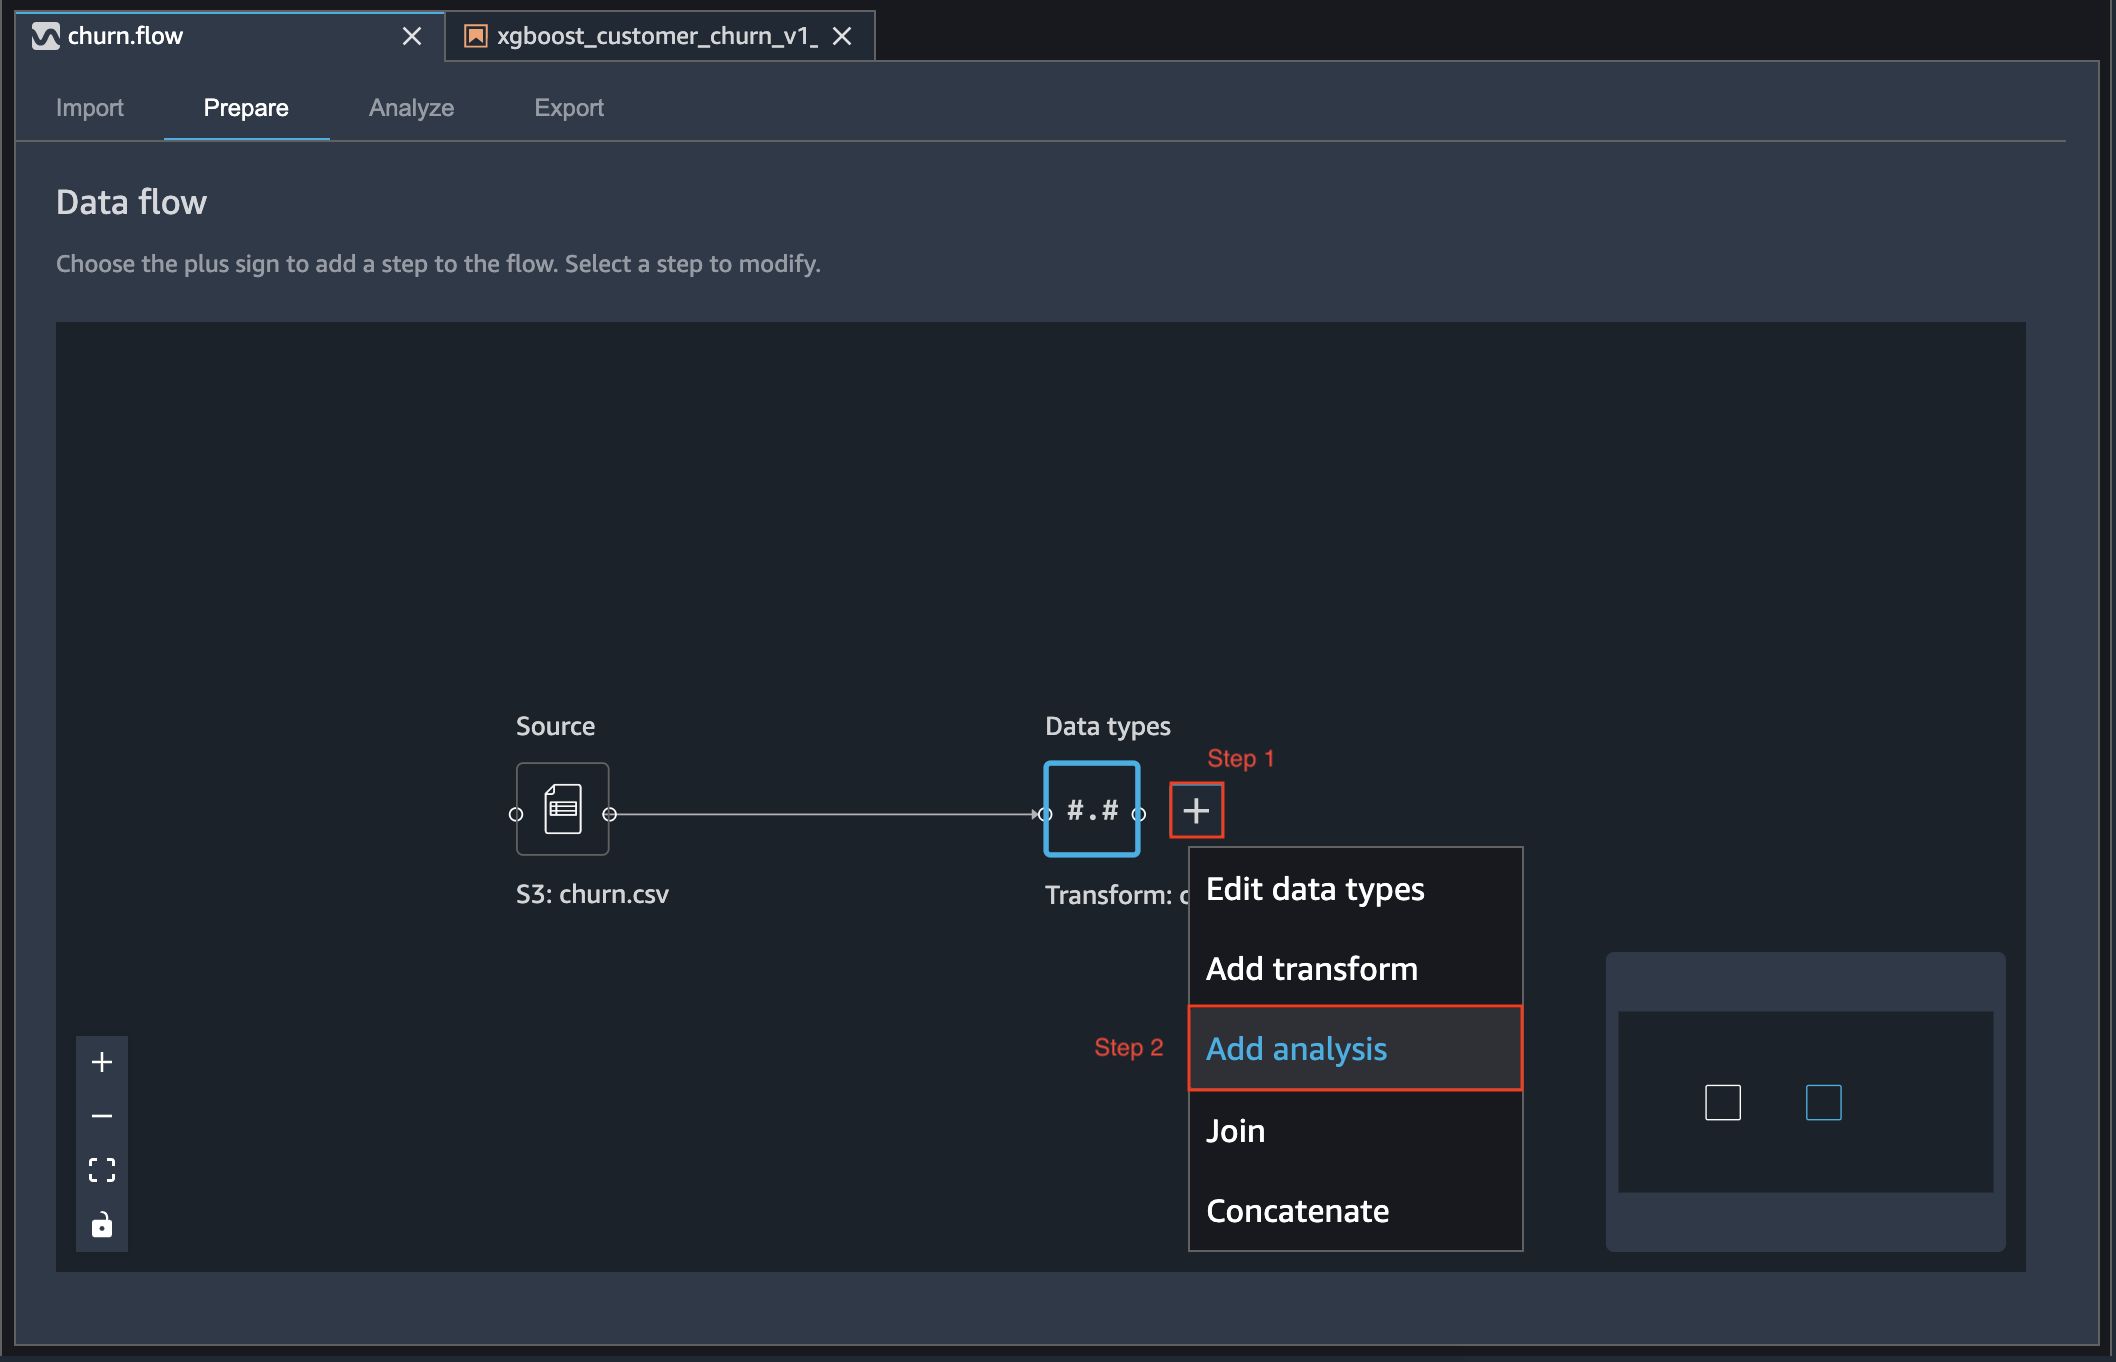 churn.flow
xgboost_customer_churn_v1_
Import Prepare Analyze Export
Data flow
Choose the plus sign to add a step to the flow. Select a step to modify.
Source
Data types
Step 1
#.#
S3: churn.csv
Transform:
Edit data types
Add transform
Step 2
Add analysis
Join
Concatenate